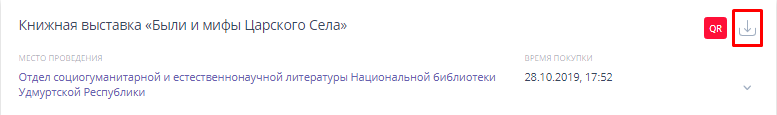 Книжная выставка «Были и мифы Царского Села»
QR
МЕСТО ПРОВЕДЕНИЯ
ВРЕМЯ ПОКУПКИ
Отдел социогуманитарной и естественнонаучной литературы Национальной библиотеки
Удмуртской Республики
28.10.2019, 17:52